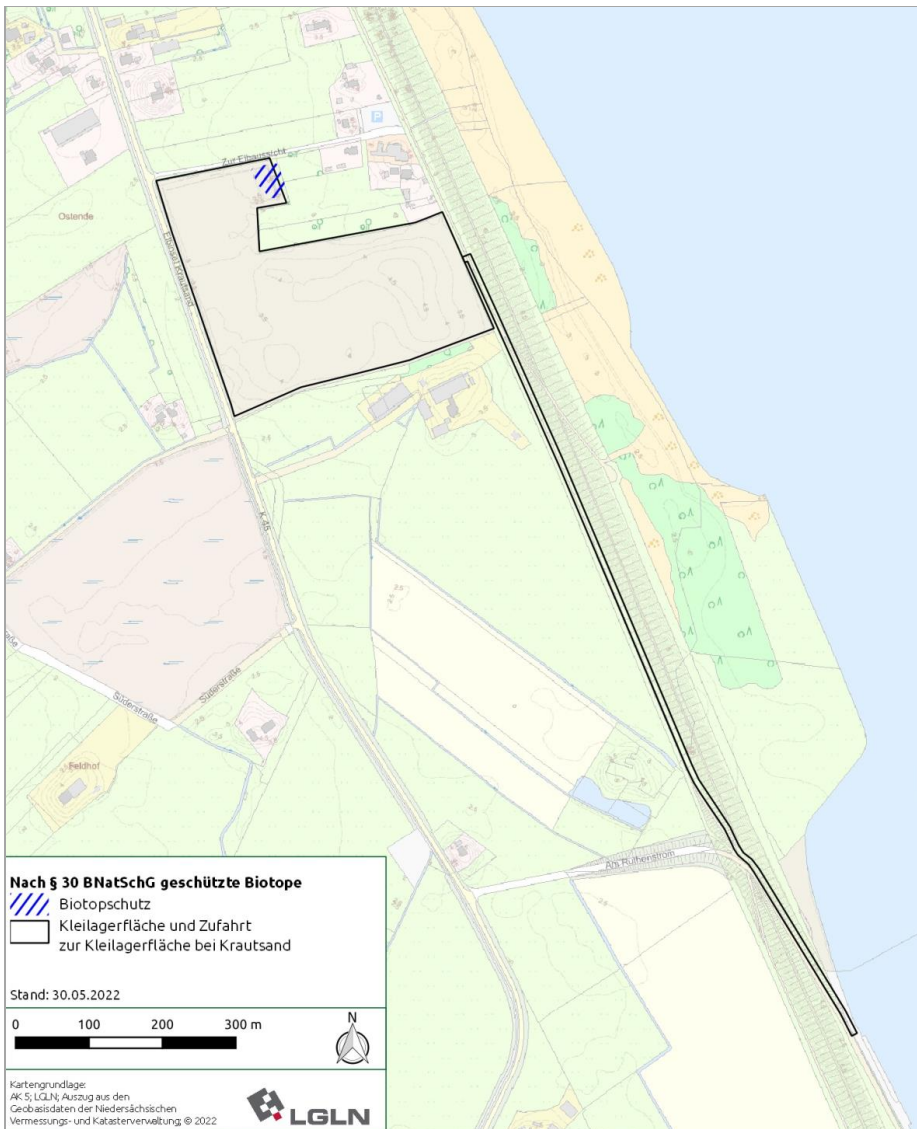 P
Zur Elbaussicht
Ostende
Elbinsel Krautsand
K 45
Süderstraße
Süderstraße
Feldhof
Am Ruthenstrom
Nach § 30 BNatSchG geschützte Biotope
Biotopschutz
Kleilagerfläche und Zufahrt
zur Kleilagerfläche bei Krautsand
Stand: 30.05.2022
0 100 200 300 m
N
Kartengrundlage:
AK 5; LGLN; Auszug aus den
Geobasisdaten der Niedersächsischen
Vermessungs- und Katasterverwaltung; © 2022
LGLN